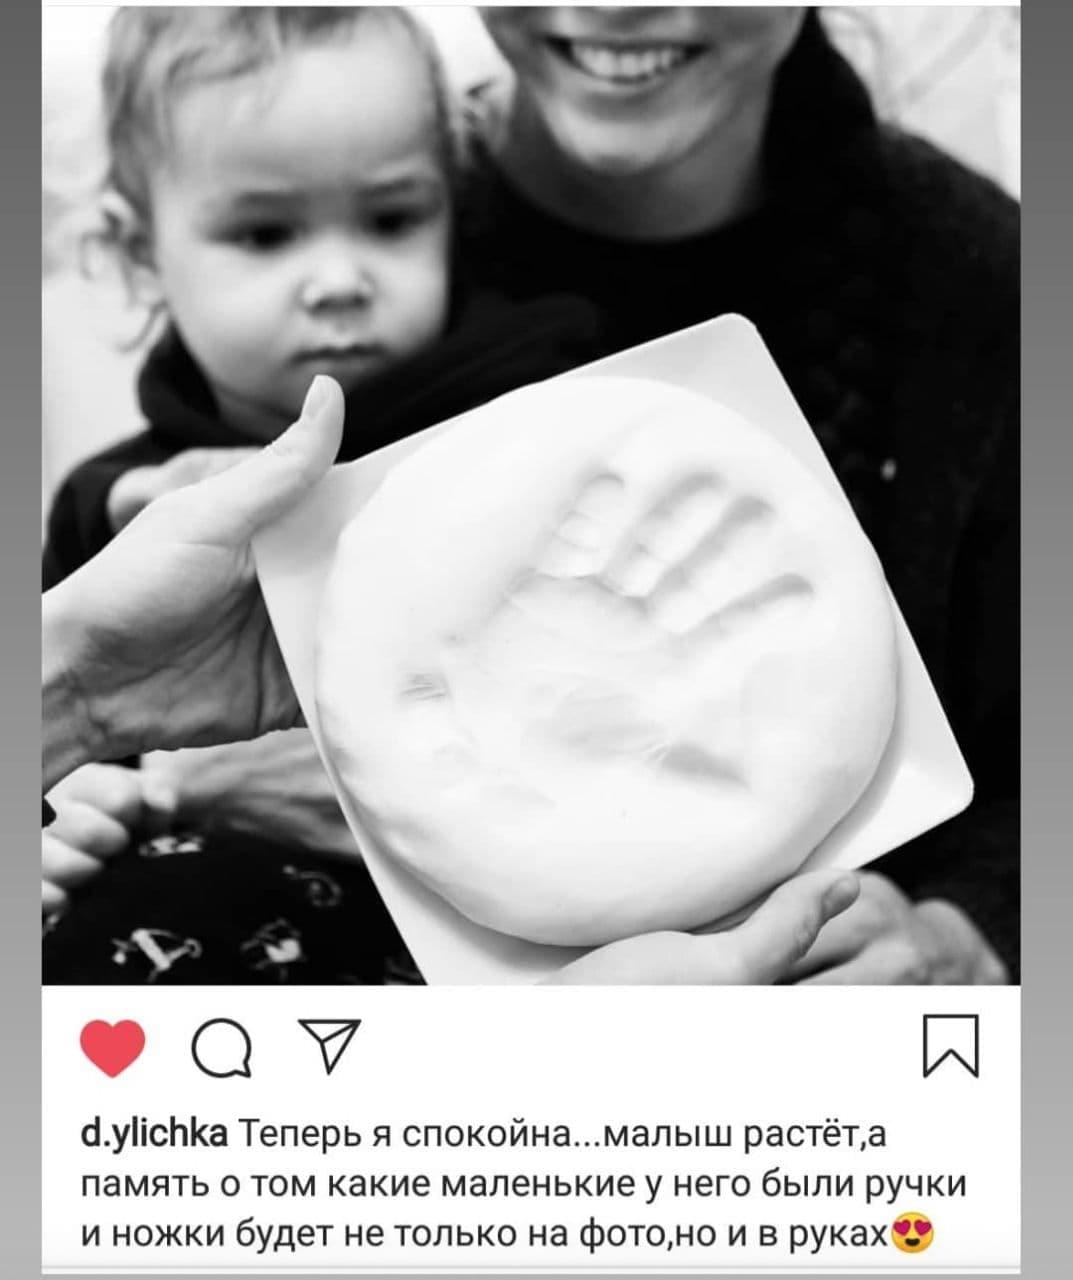 d.ylichka Теперь я спокойна...малыш растёт,а
память о том какие маленькие у него были ручки
и ножки будет не только на фото,но и в руках😍